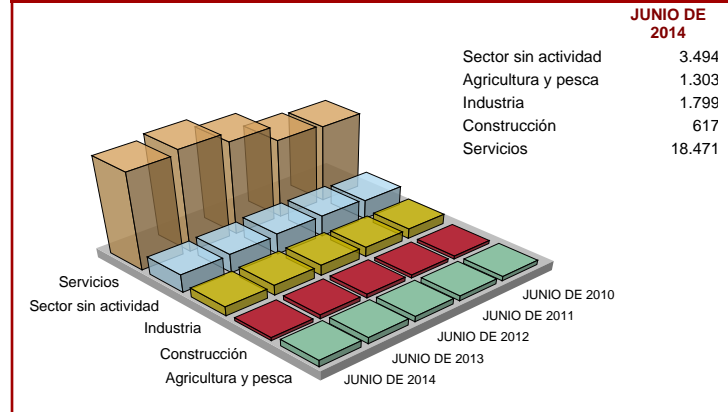 JUNIO DE
2014
Sector sin actividad 3.494
Agricultura y pesca 1.303
Industria 1.799
Construcción 617
Servicios 18.471
Servicios
Sector sin actividad
Industria
Construcción
Agricultura y pesca
JUNIO DE 2010
JUNIO DE 2011
JUNIO DE 2012
JUNIO DE 2013
JUNIO DE 2014